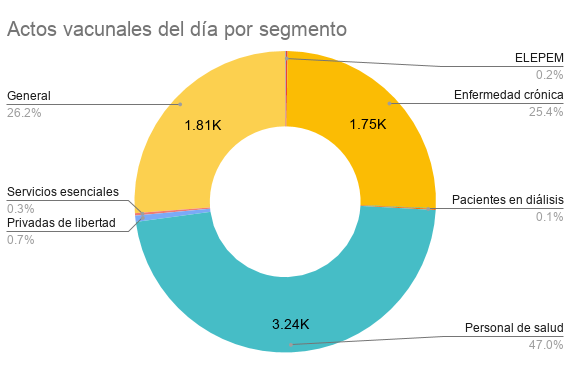 Actos vacunales del día por segmento
ELEPEM
0.2%
General
26.2%
Enfermedad crónica
25.4%
1.81K
1.75K
Servicios esenciales
0.3%
Pacientes en diálisis
0.1%
Privadas de libertad
0.7%
3.24K
Personal de salud
47.0%